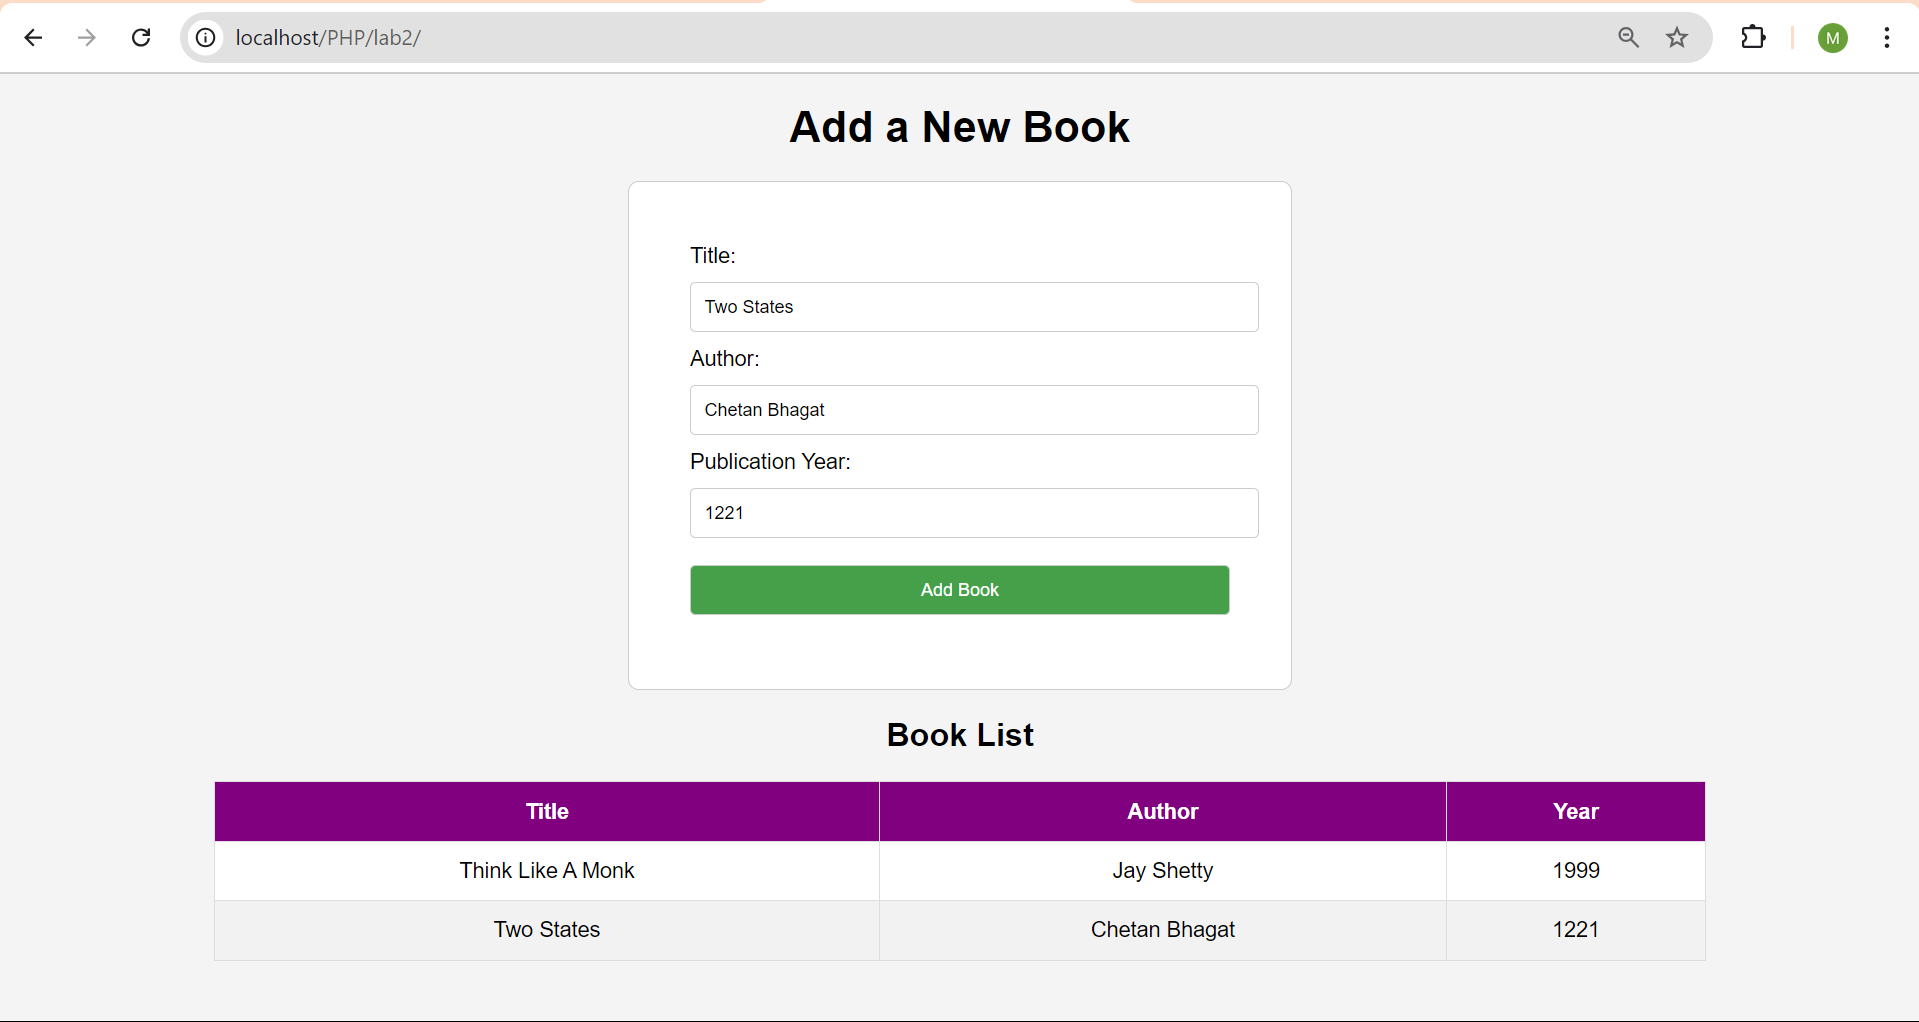 localhost/PHP/lab2/
M
Add a New Book
Title:
Two States
Author:
Chetan Bhagat
Publication Year:
1221
Add Book
Book List
Title Author Year
Think Like A Monk Jay Shetty 1999
Two States Chetan Bhagat 1221